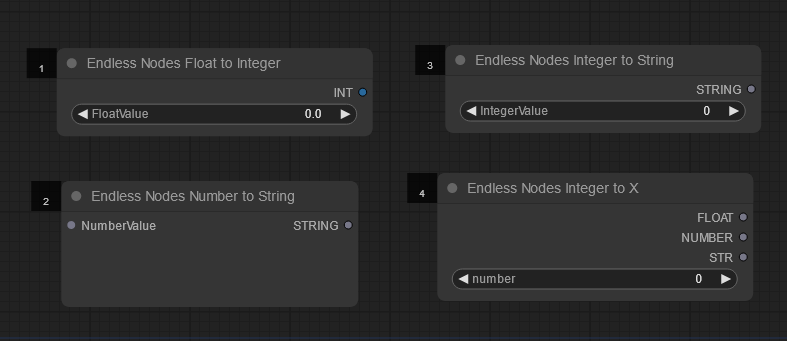 1
Endless Nodes Float to Integer
INT
FloatValue 0.0
2
Endless Nodes Number to String
NumberValue STRING
3
Endless Nodes Integer to String
STRING
IntegerValue 0
4
Endless Nodes Integer to X
FLOAT
NUMBER
STR
number 0